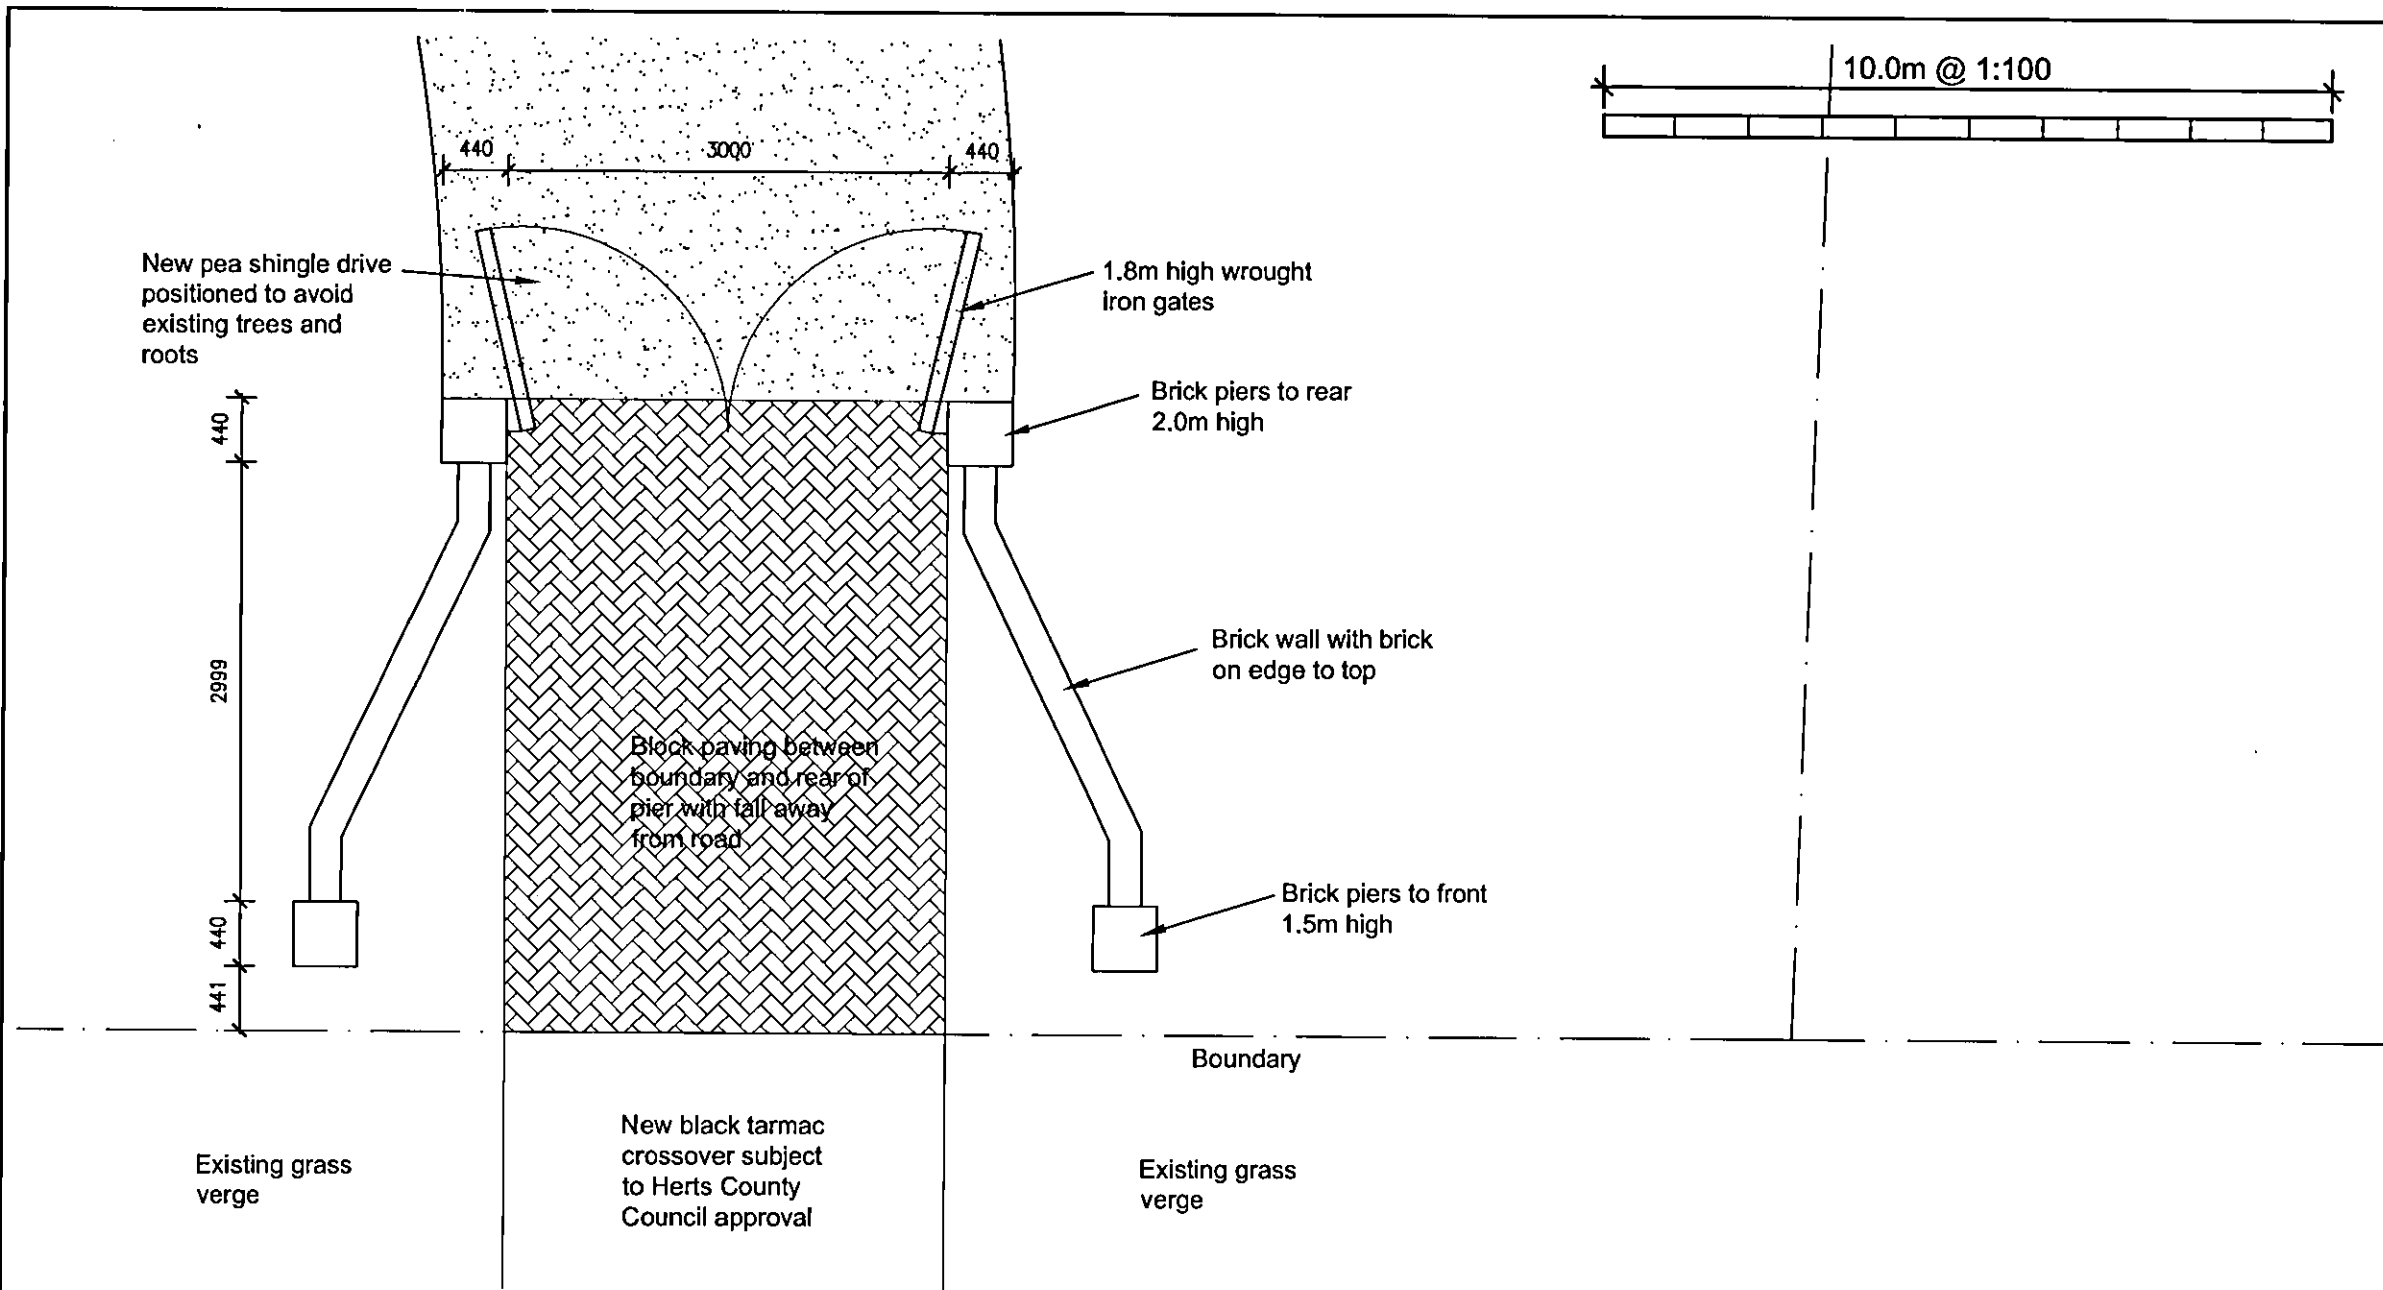 10.0m @ 1:100
440
3000
440
New pea shingle drive
positioned to avoid
existing trees and
roots
1.8m high wrought
iron gates
Brick piers to rear
2.0m high
440
2999
Brick wall with brick
on edge to top
Block paving between
boundary and rear of
pier with fall away
from road
440
Brick piers to front
1.5m high
441
Boundary
New black tarmac
crossover subject
to Herts County
Council approval
Existing grass
verge
Existing grass
verge